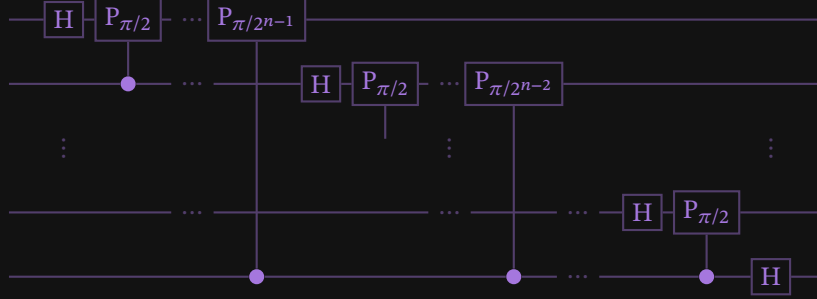 H P_{π/2} ⋯ P_{π/2^{n−1}}
⋯ H P_{π/2} ⋯ P_{π/2^{n−2}}
⋮ ⋮ ⋮
⋯ ⋯ ⋯ H P_{π/2}
⋯ H